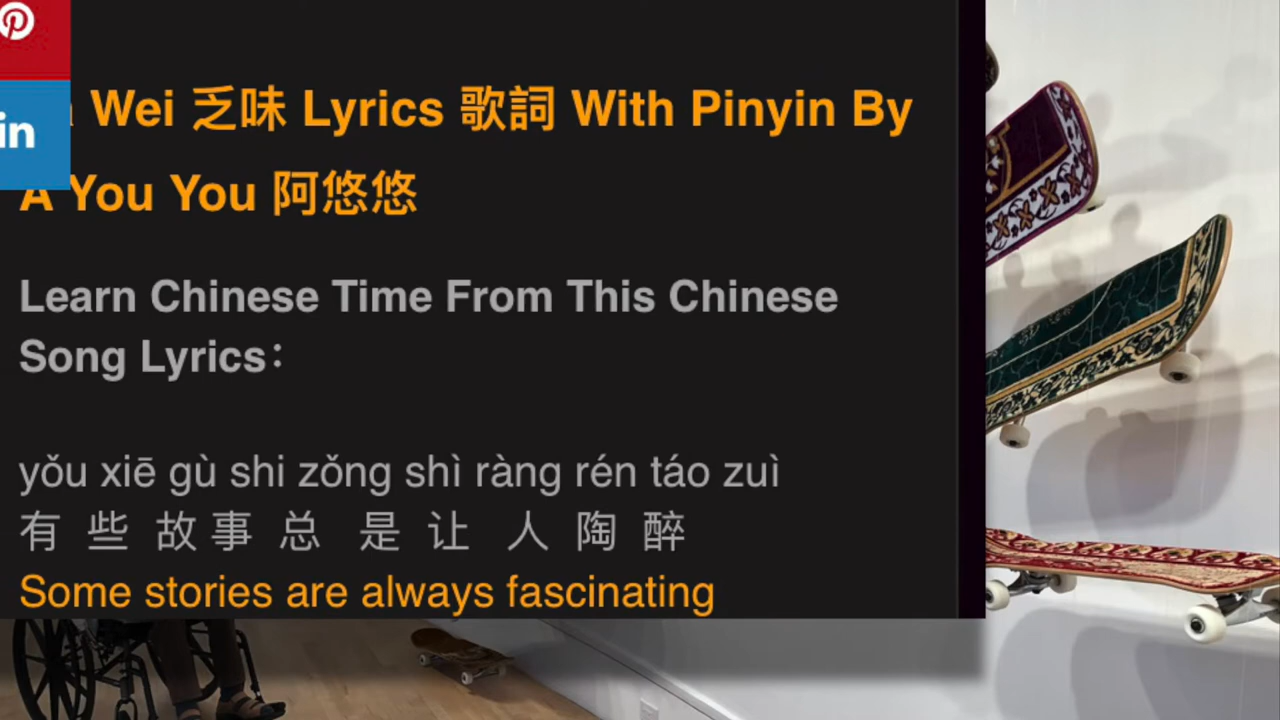 in
Wei 乏味 Lyrics 歌詞 With Pinyin By
A You You 阿悠悠
Learn Chinese Time From This Chinese
Song Lyrics：
yǒu xiē gù shi zǒng shì ràng rén táo zuì
有 些 故 事 总 是 让 人 陶 醉
Some stories are always fascinating